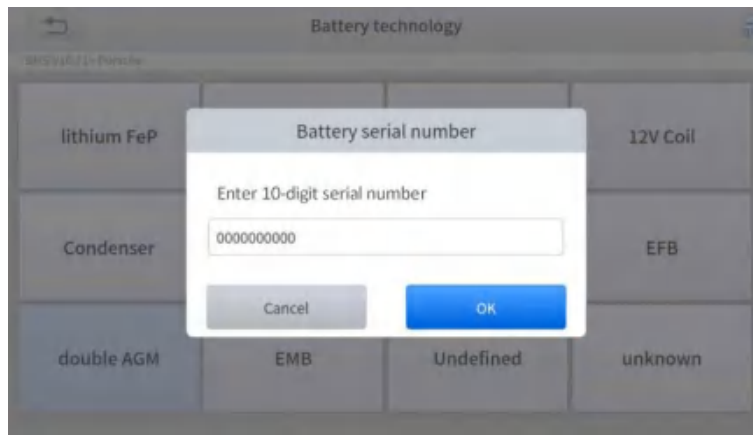 Battery technology
lithium FeP
12V Coil
Battery serial number
Enter 10-digit serial number
0000000000
Cancel
OK
Condenser
EFB
double AGM
EMB
Undefined
unknown